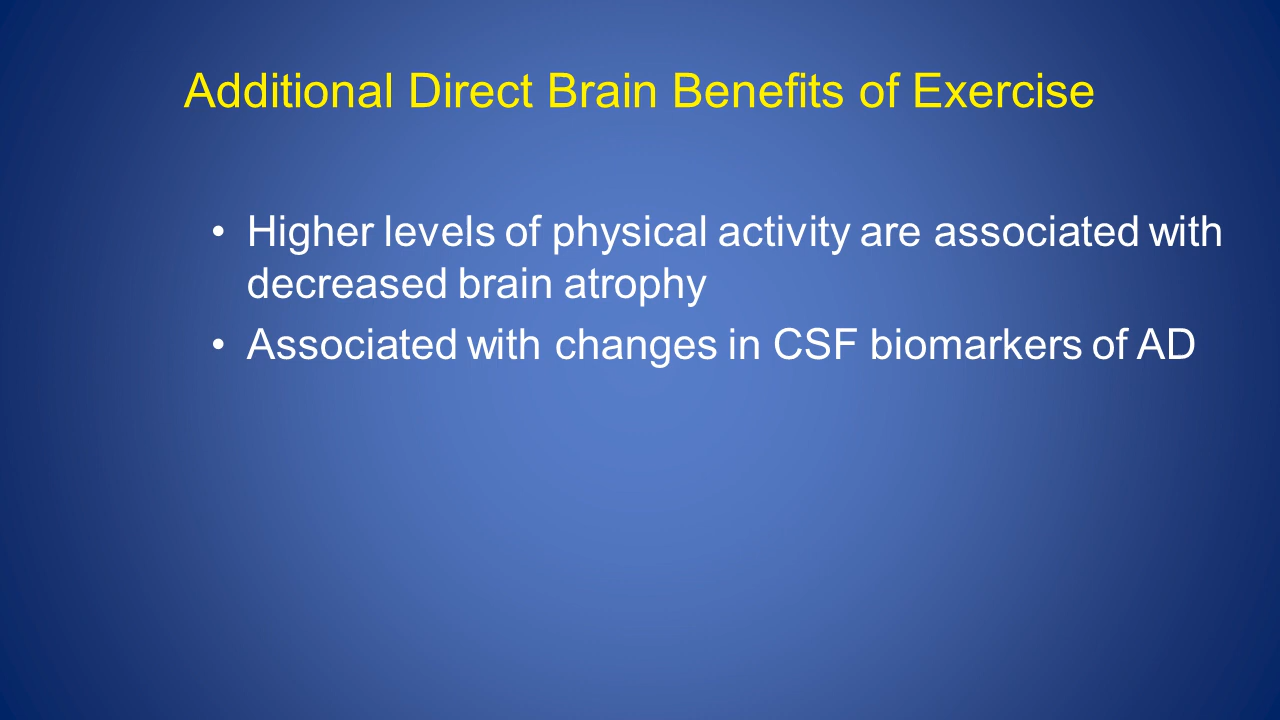 Additional Direct Brain Benefits of Exercise
• Higher levels of physical activity are associated with
decreased brain atrophy
• Associated with changes in CSF biomarkers of AD